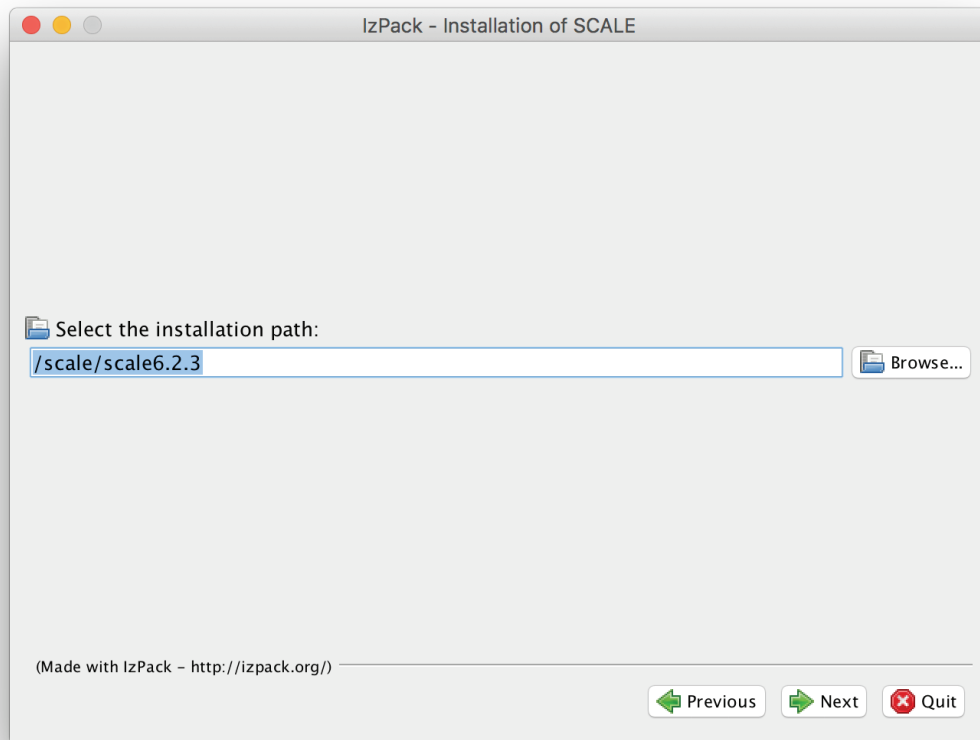 IzPack - Installation of SCALE
Select the installation path:
/scale/scale6.2.3
Browse...
(Made with IzPack - http://izpack.org/)
Previous
Next
Quit